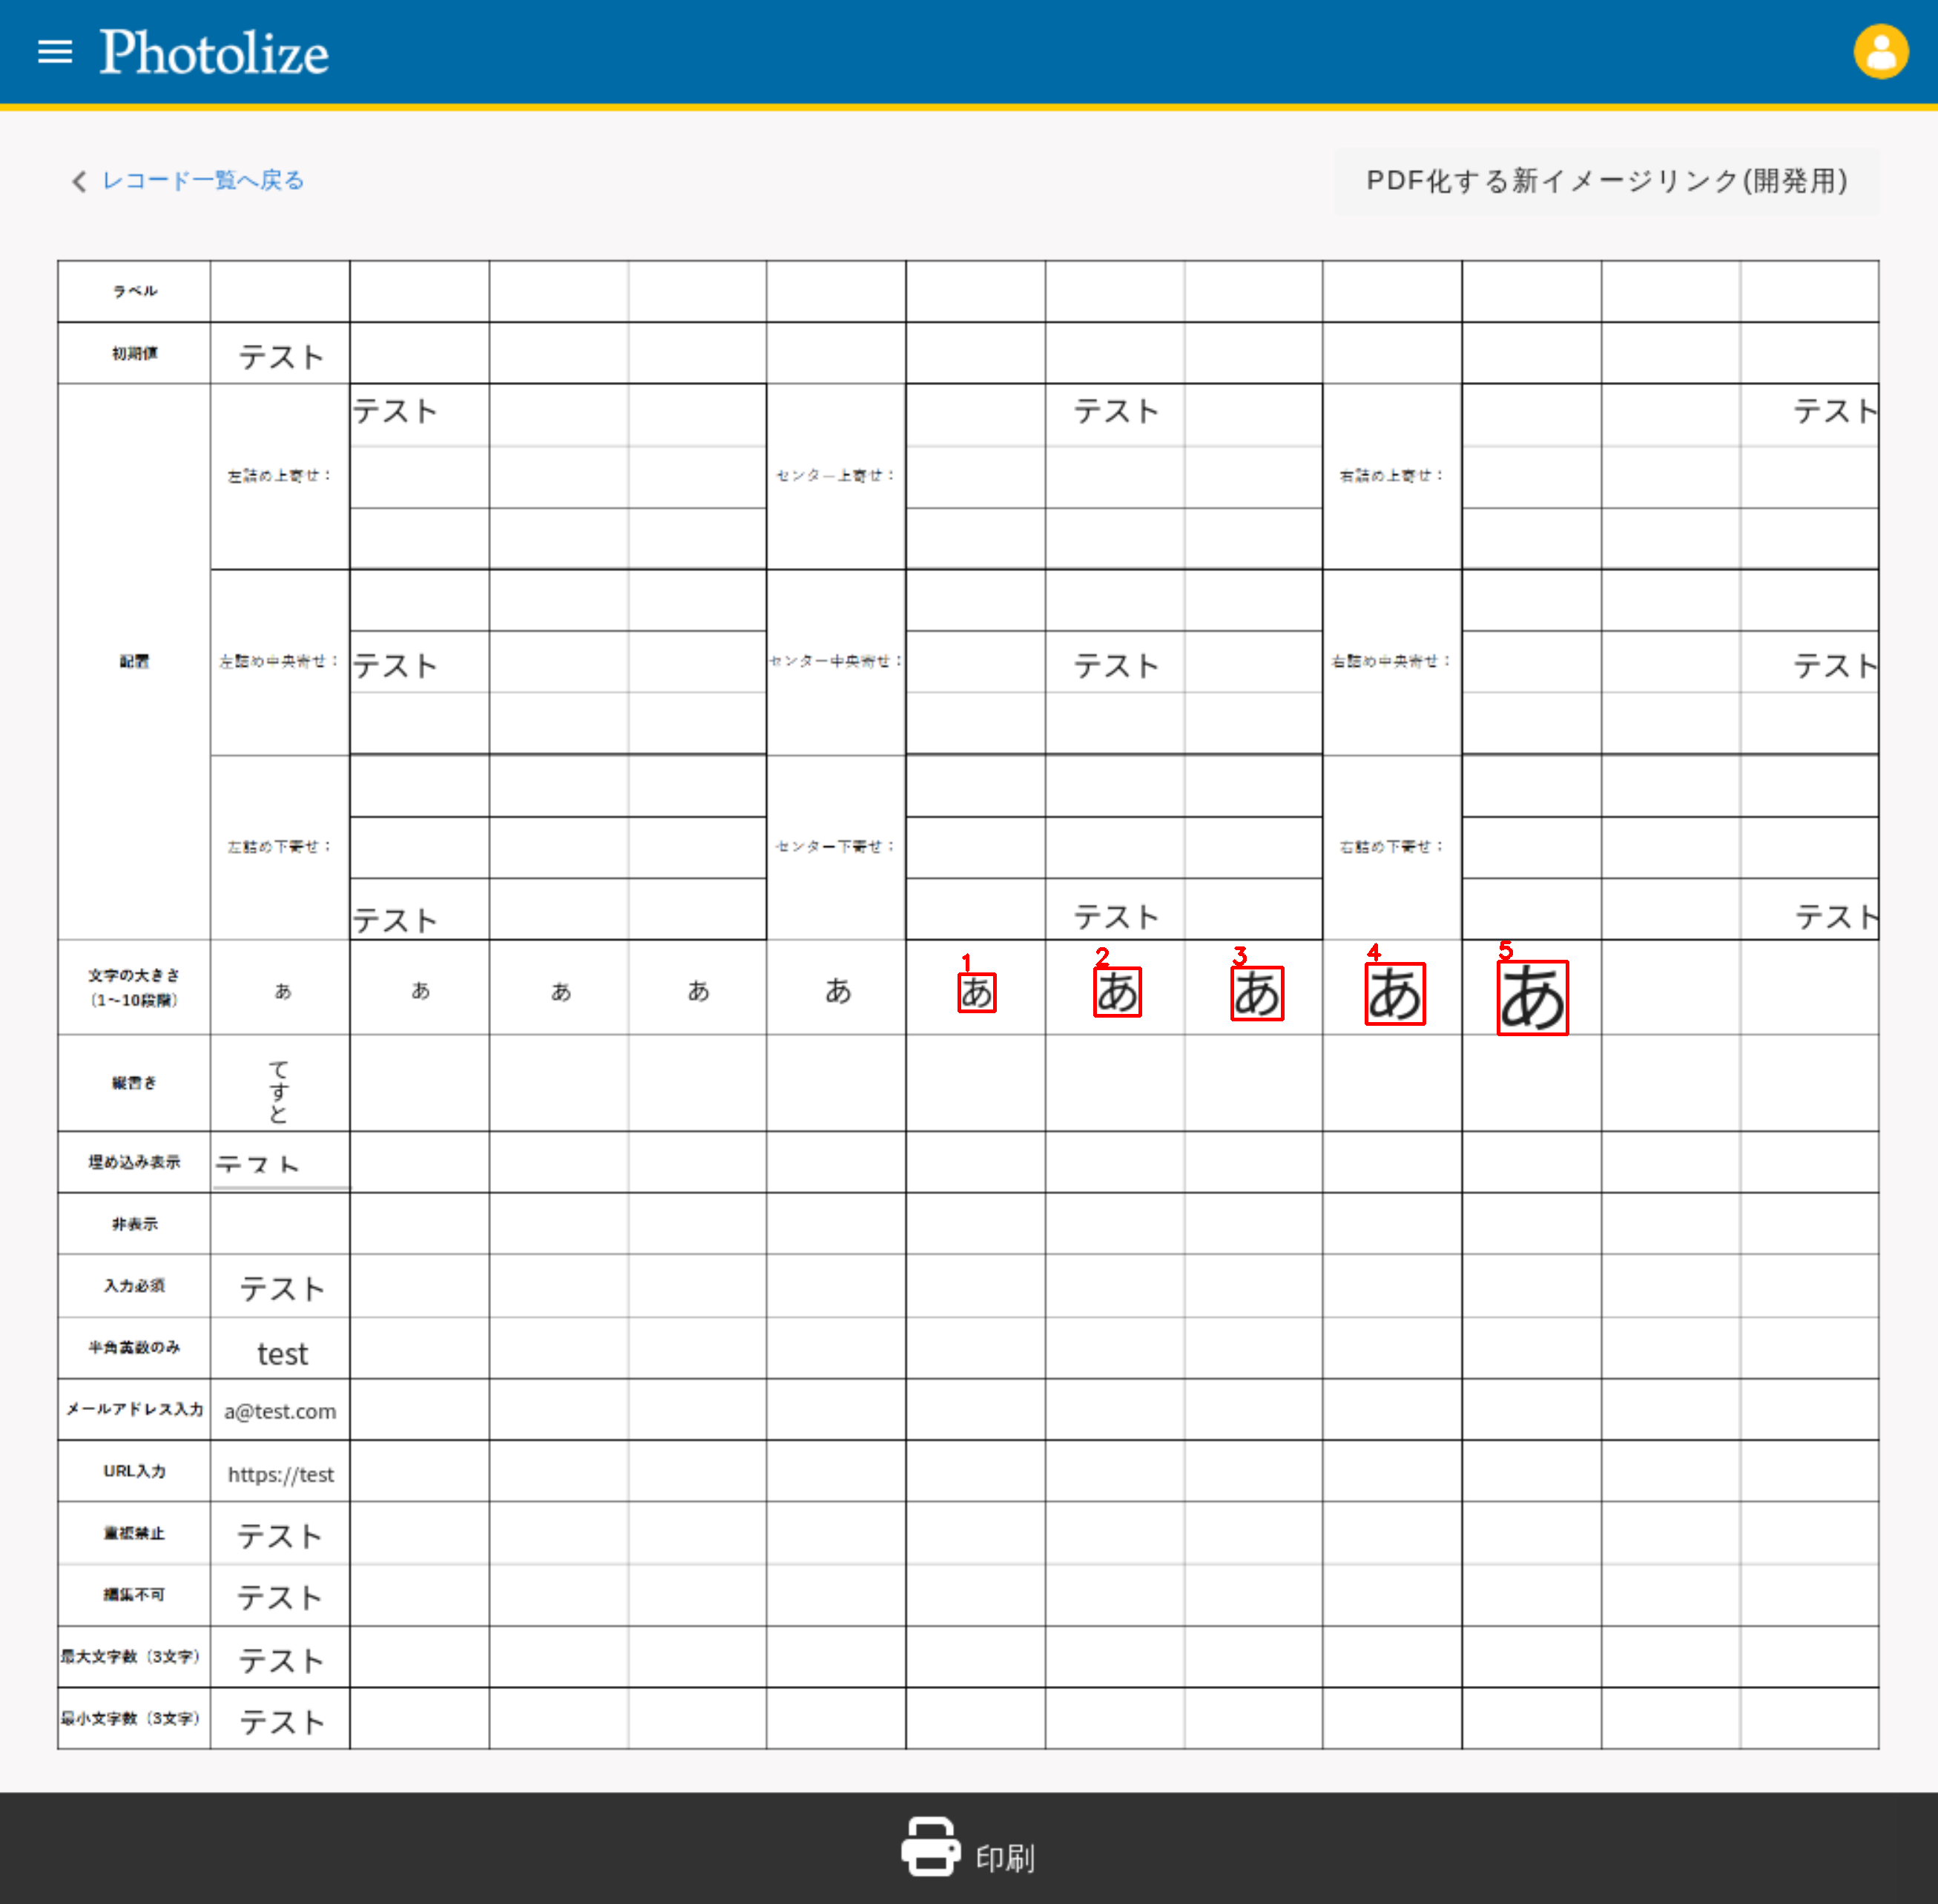 Photolize
レコード一覧へ戻る
PDF化する新イメージリンク(開発用)
ラベル
初期値 テスト
配置
左詰め上寄せ： テスト センター上寄せ： テスト 右詰め上寄せ： テスト
左詰め中央寄せ： テスト センター中央寄せ： テスト 右詰め中央寄せ： テスト
左詰め下寄せ： テスト センター下寄せ： テスト 右詰め下寄せ： テスト
1 2 3 4 5
文字の大きさ
（1～10段階）
あ あ あ あ あ あ あ あ あ あ
縦書き てすと
埋め込み表示 テスト
非表示
入力必須 テスト
半角英数のみ test
メールアドレス入力 a@test.com
URL入力 https://test
重複禁止 テスト
編集不可 テスト
最大文字数（3文字） テスト
最小文字数（3文字） テスト
印刷